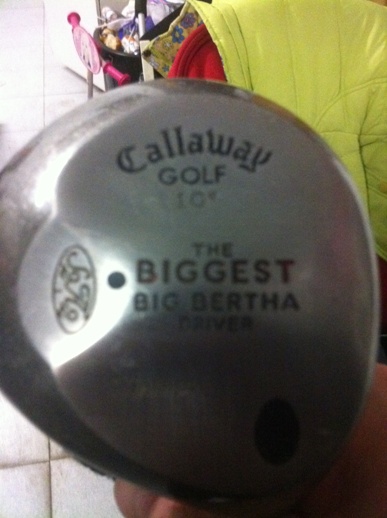 Callaway
GOLF
10°
THE
BIGGEST
BIG BERTHA
DRIVER